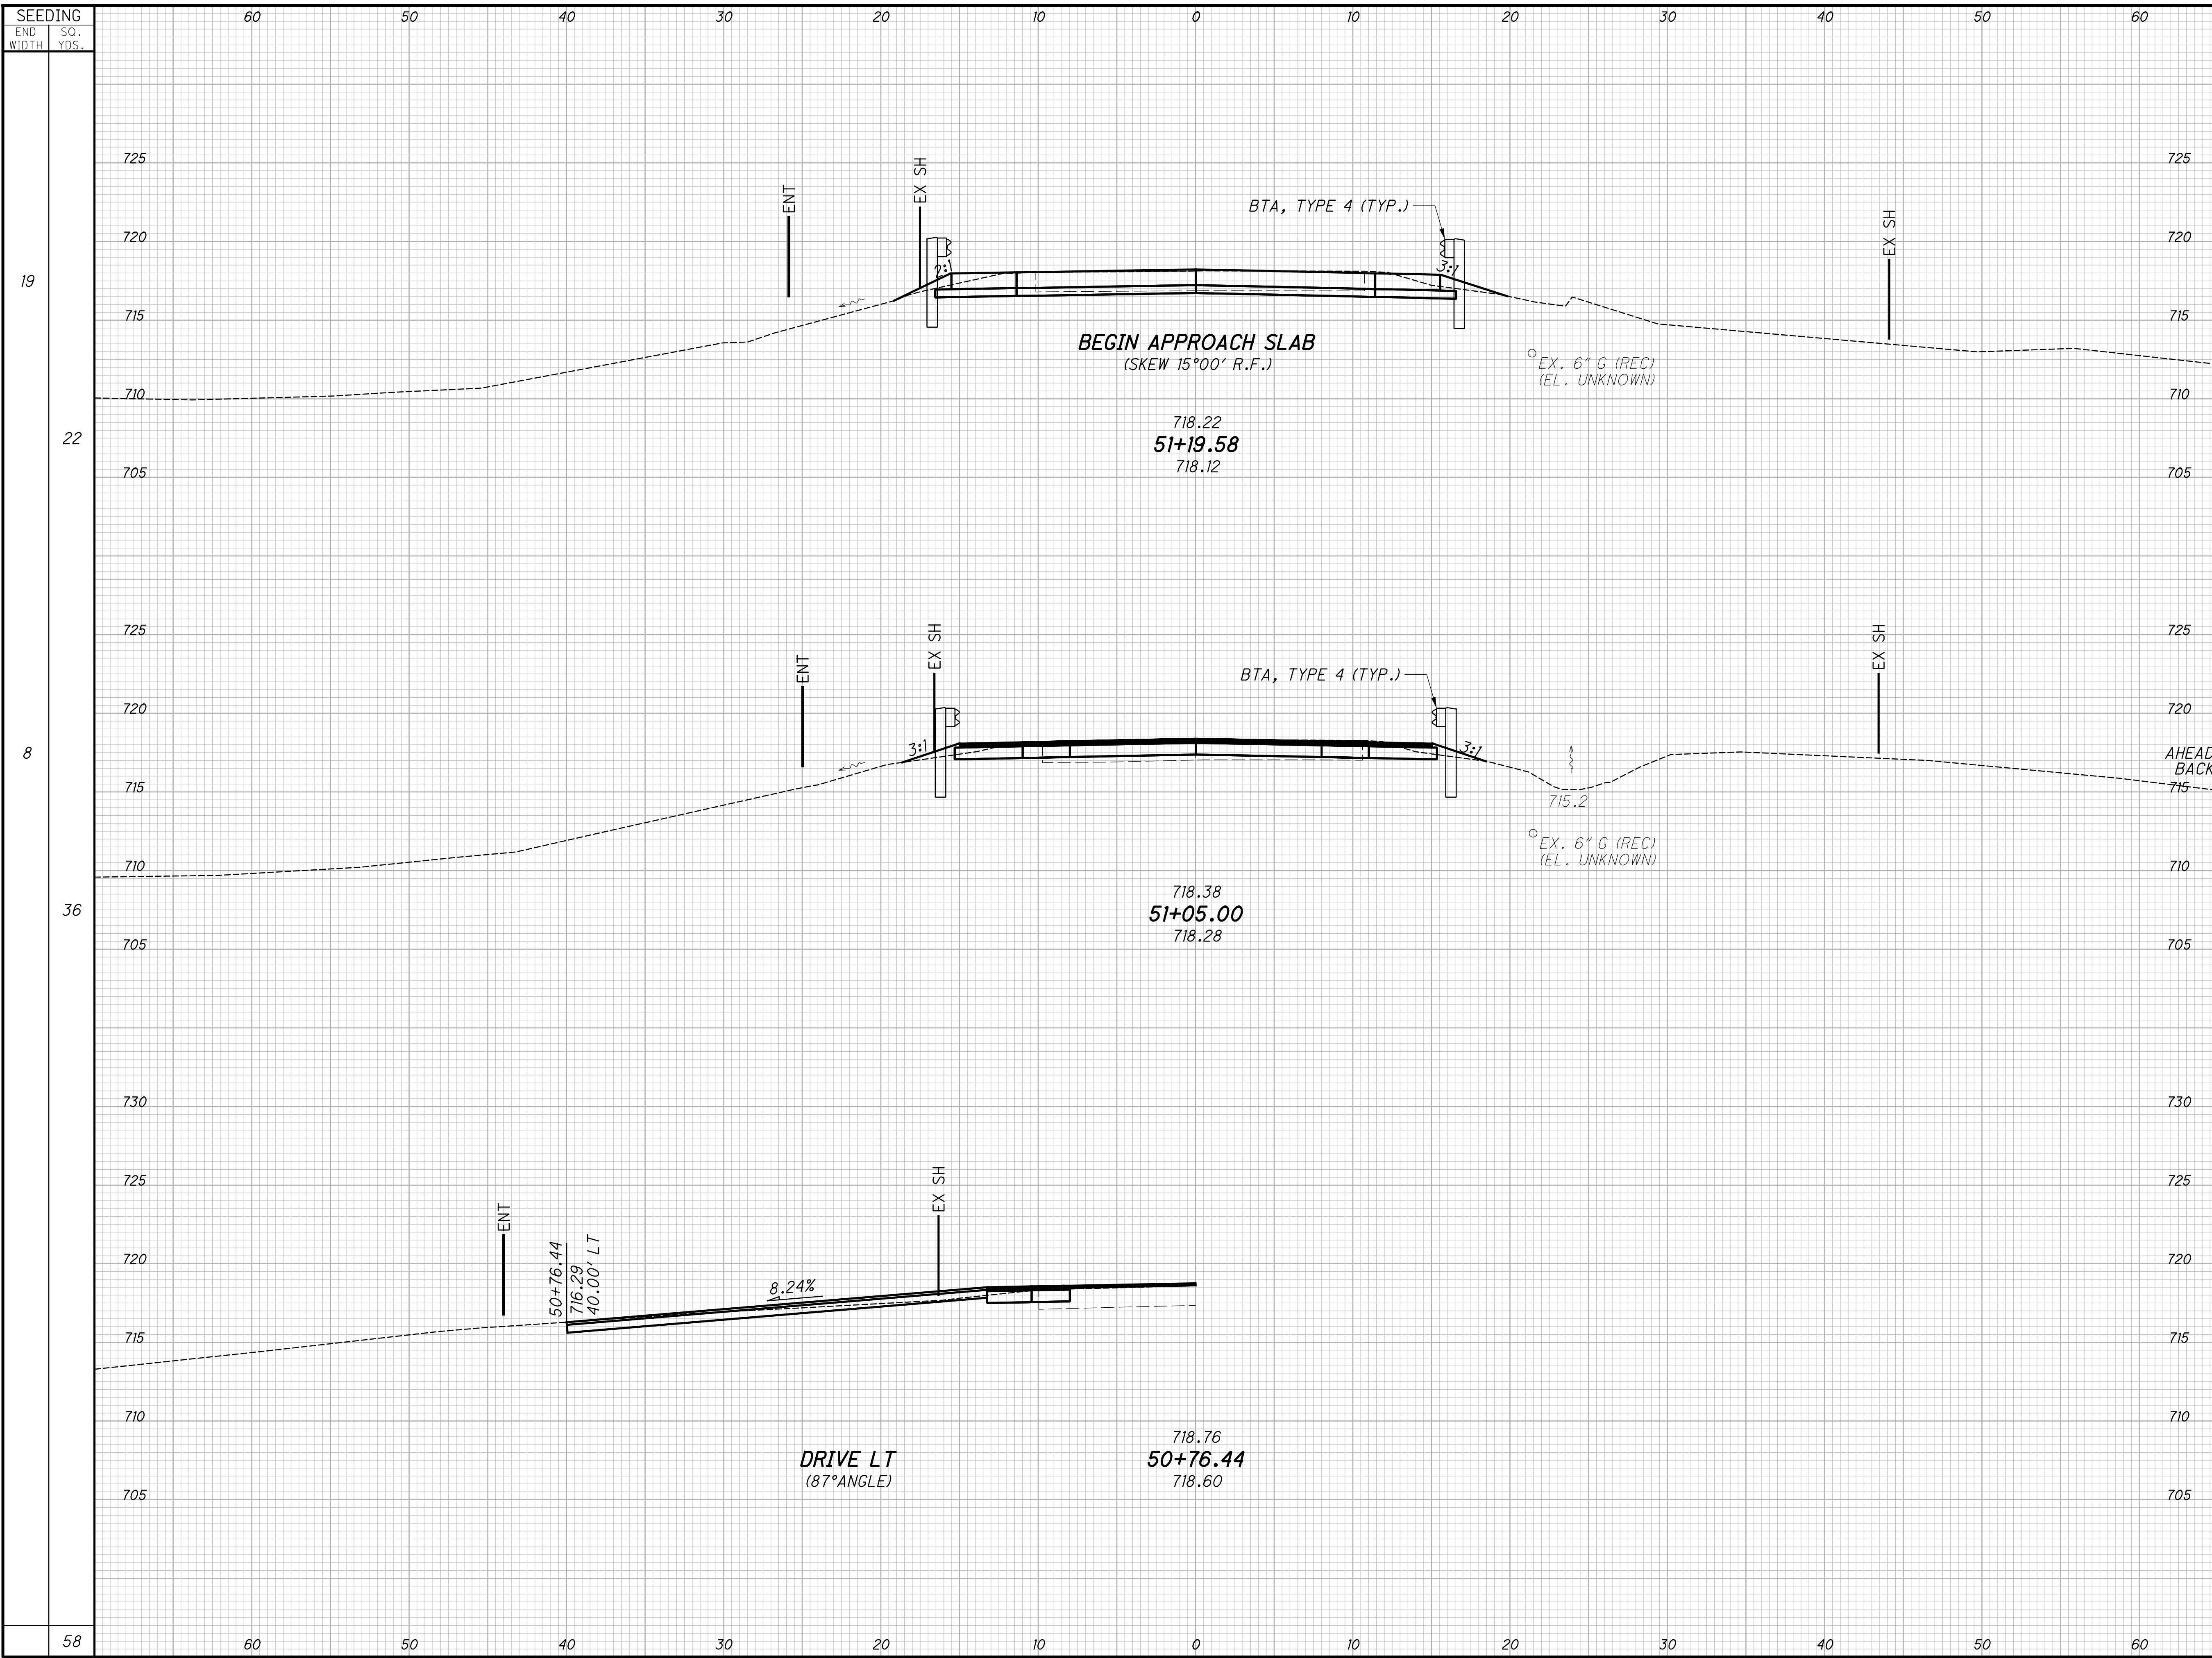 SEEDING
END WIDTH
SQ. YDS.
60 50 40 30 20 10 0 10 20 30 40 50 60
725 725
EX SH
ENT
BTA, TYPE 4 (TYP.)
EX SH
720 720
2:1 3:1
19
715 715
BEGIN APPROACH SLAB
(SKEW 15°00' R.F.)
EX. 6" G (REC)
(EL. UNKNOWN)
710 710
718.22
22
51+19.58
718.12
705 705
725 725
EX SH
EX SH
ENT
BTA, TYPE 4 (TYP.)
720 720
3:1 3:1
8
AHEAD
BACK
715 715
715.2
EX. 6" G (REC)
(EL. UNKNOWN)
710 710
718.38
36
51+05.00
718.28
705 705
730 730
725 725
EX SH
ENT
720 720
50+76.44
716.29
40.00' LT
8.24%
715 715
710 710
718.76
DRIVE LT
50+76.44
(87°ANGLE)
718.60
705 705
58
60 50 40 30 20 10 0 10 20 30 40 50 60